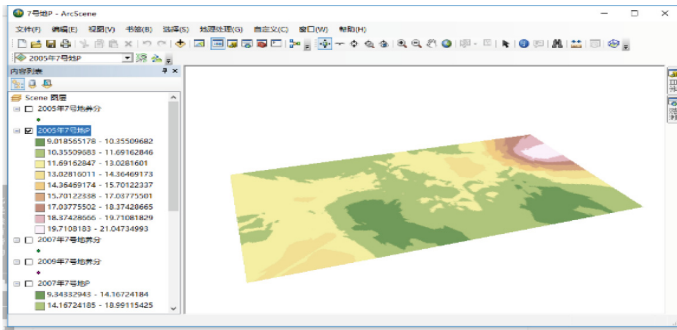 7号地P - ArcScene
文件(F) 编辑(E) 视图(V) 书签(B) 选择(S) 地理处理(G) 自定义(C) 窗口(W) 帮助(H)
2005年7号地P
内容列表
Scene 图层
2005年7号地养分
2005年7号地P
9.018565178 - 10.35509682
10.35509683 - 11.69162846
11.69162847 - 13.0281601
13.02816011 - 14.36469173
14.36469174 - 15.70122337
15.70122338 - 17.03775501
17.03775502 - 18.37428665
18.37428666 - 19.71081829
19.7108183 - 21.04734993
2007年7号地养分
2009年7号地养分
2007年7号地P
9.34332943 - 14.16724184
14.16724185 - 18.99115425